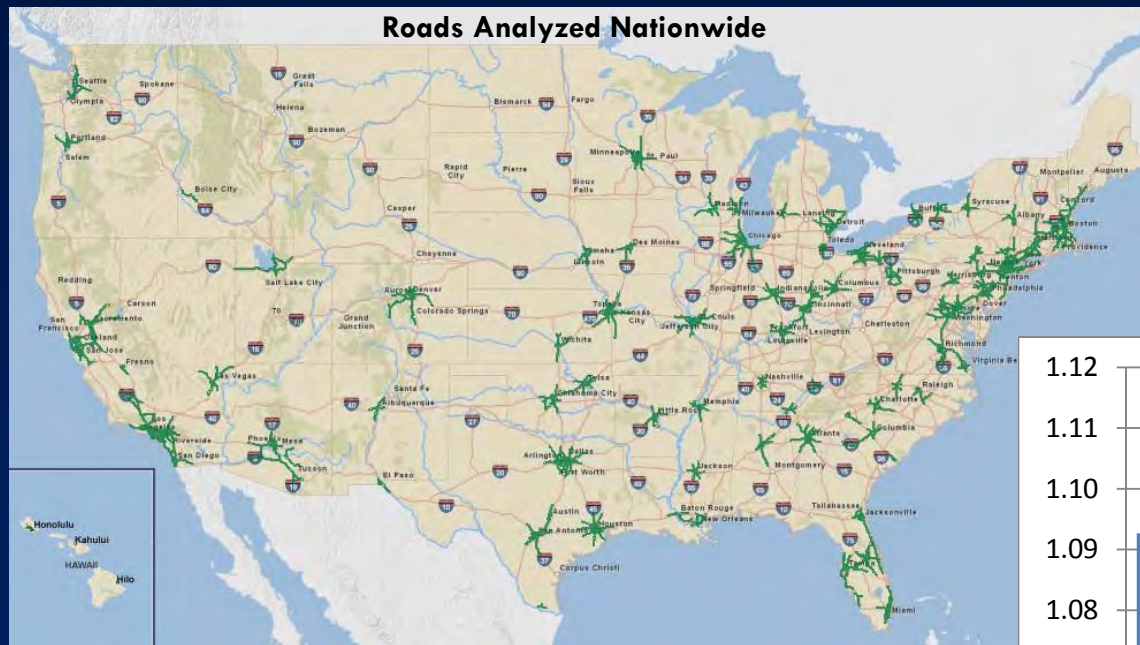 Roads Analyzed Nationwide
Seattle
Spokane
Olympia
Great Falls
Helena
Bismarck
Fargo
Portland
Salem
Bozeman
Minneapolis
St. Paul
Montpelier
Augusta
Boise City
Rapid City
Pierre
Sioux Falls
Madison
Milwaukee
Lansing
Detroit
Buffalo
Syracuse
Albany
Concord
Boston
Providence
Casper
Cheyenne
Omaha
Lincoln
Des Moines
Chicago
Toledo
Cleveland
Pittsburgh
Harrisburg
New York
Trenton
Philadelphia
Dover
Redding
Carson
Salt Lake City
Grand Junction
Aurora
Denver
Colorado Springs
Topeka
Kansas City
Jefferson City
St. Louis
Springfield
Indianapolis
Columbus
Cincinnati
Frankfort
Louisville
Lexington
Charleston
Washington
Richmond
Virginia Be
San Francisco
Sacramento
Oakland
San Jose
Fresno
Las Vegas
Santa Fe
Albuquerque
Wichita
Tulsa
Oklahoma City
Little Rock
Memphis
Nashville
Charlotte
Raleigh
Columbia
Los
Riverside
San Diego
Phoenix
Mesa
Tucson
El Paso
Arlington
Dallas
Fort Worth
Jackson
Montgomery
Atlanta
Austin
San Antonio
Houston
Corpus Christi
Baton Rouge
New Orleans
Tallahassee
Jacksonville
Tampa
Miami
Honolulu
Kahului
HAWAII
Hilo
1.12
1.11
1.10
1.09
1.08